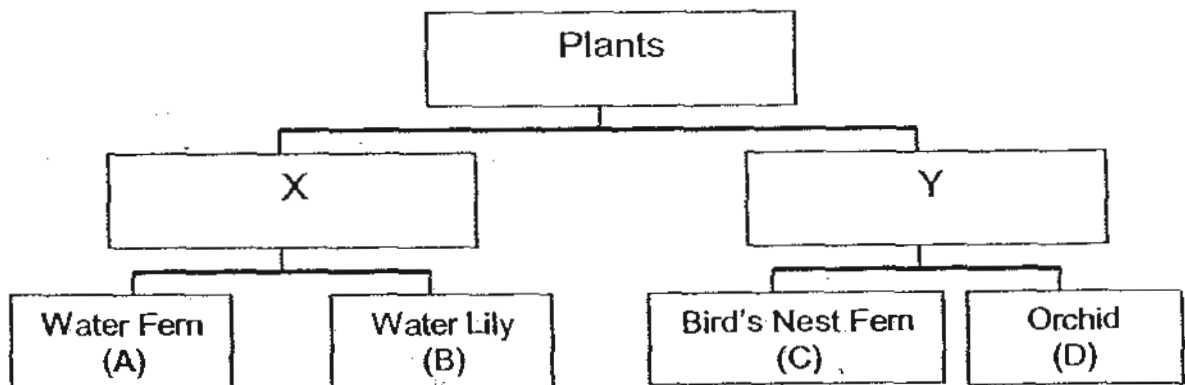 Plants
X
Y
Water Fern
(A)
Water Lily
(B)
Bird's Nest Fern
(C)
Orchid
(D)